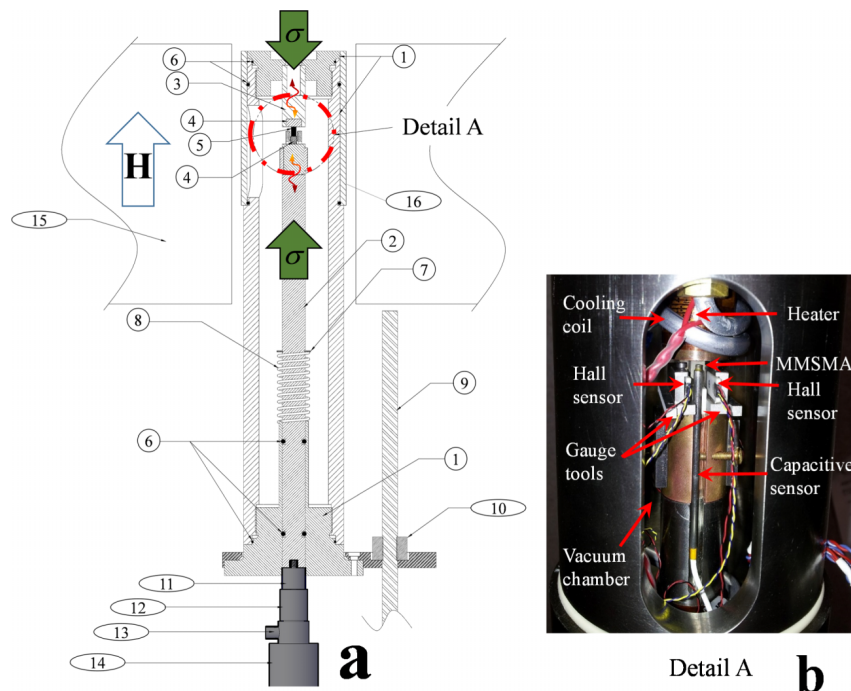 σ
6
1
3
4
5
4
Detail A
H
15
16
σ
2
7
8
9
6
1
10
11
12
13
14
a
Cooling
coil
Heater
MMSMA
Hall
sensor
Hall
sensor
Gauge
tools
Capacitive
sensor
Vacuum
chamber
Detail A
b